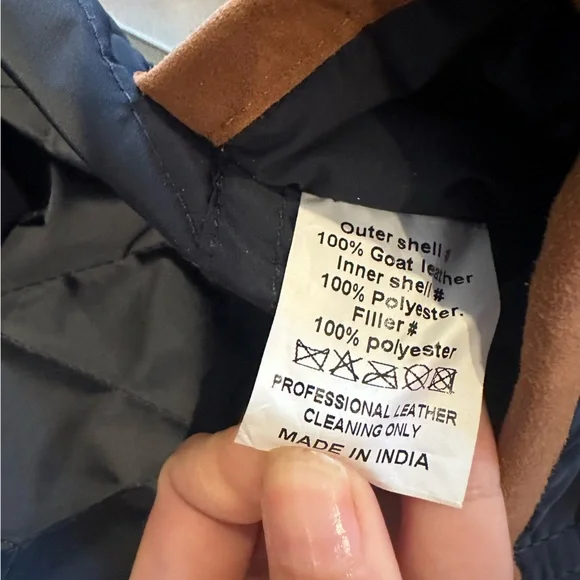 Outer shell#
100% Goat leather
Inner shell#
100% Polyester.
Filler#
100% polyester
PROFESSIONAL LEATHER
CLEANING ONLY
MADE IN INDIA